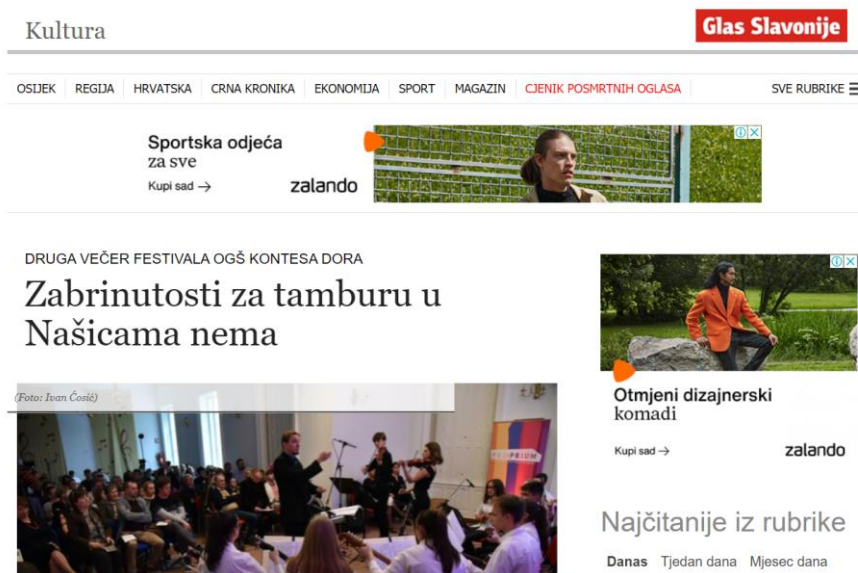 Kultura
Glas Slavonije
OSIJEK REGIJA HRVATSKA CRNA KRONIKA EKONOMIJA SPORT MAGAZIN CJENIK POSMRTNIH OGLASA SVE RUBRIKE
Sportska odjeća
za sve
Kupi sad →
zalando
DRUGA VEČER FESTIVALA OGŠ KONTESA DORA
Zabrinutosti za tamburu u
Našicama nema
(Foto: Ivan Ćosić)
Otmjeni dizajnerski
komadi
Kupi sad →
zalando
Najčitanije iz rubrike
Danas Tjedan dana Mjesec dana